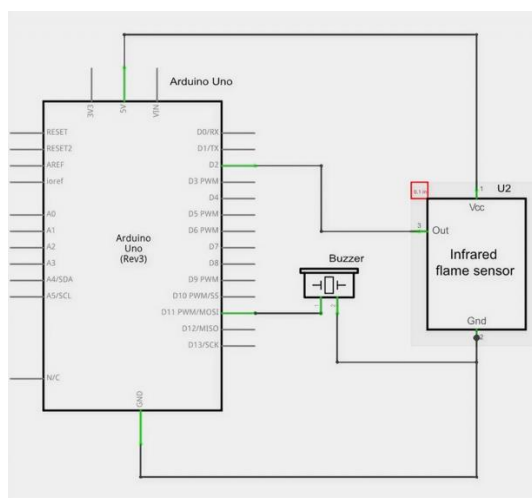 Arduino Uno
3V3
5V
VIN
RESET
RESET2
AREF
ioref
A0
A1
A2
A3
A4/SDA
A5/SCL
N/C
Arduino
Uno
(Rev3)
D0/RX
D1/TX
D2
D3 PWM
D4
D5 PWM
D6 PWM
D7
D8
D9 PWM
D10 PWM/SS
D11 PWM/MOSI
D12/MISO
D13/SCK
GND
Buzzer
1
2
U2
1
Vcc
3
Out
Infrared
flame sensor
Gnd
2